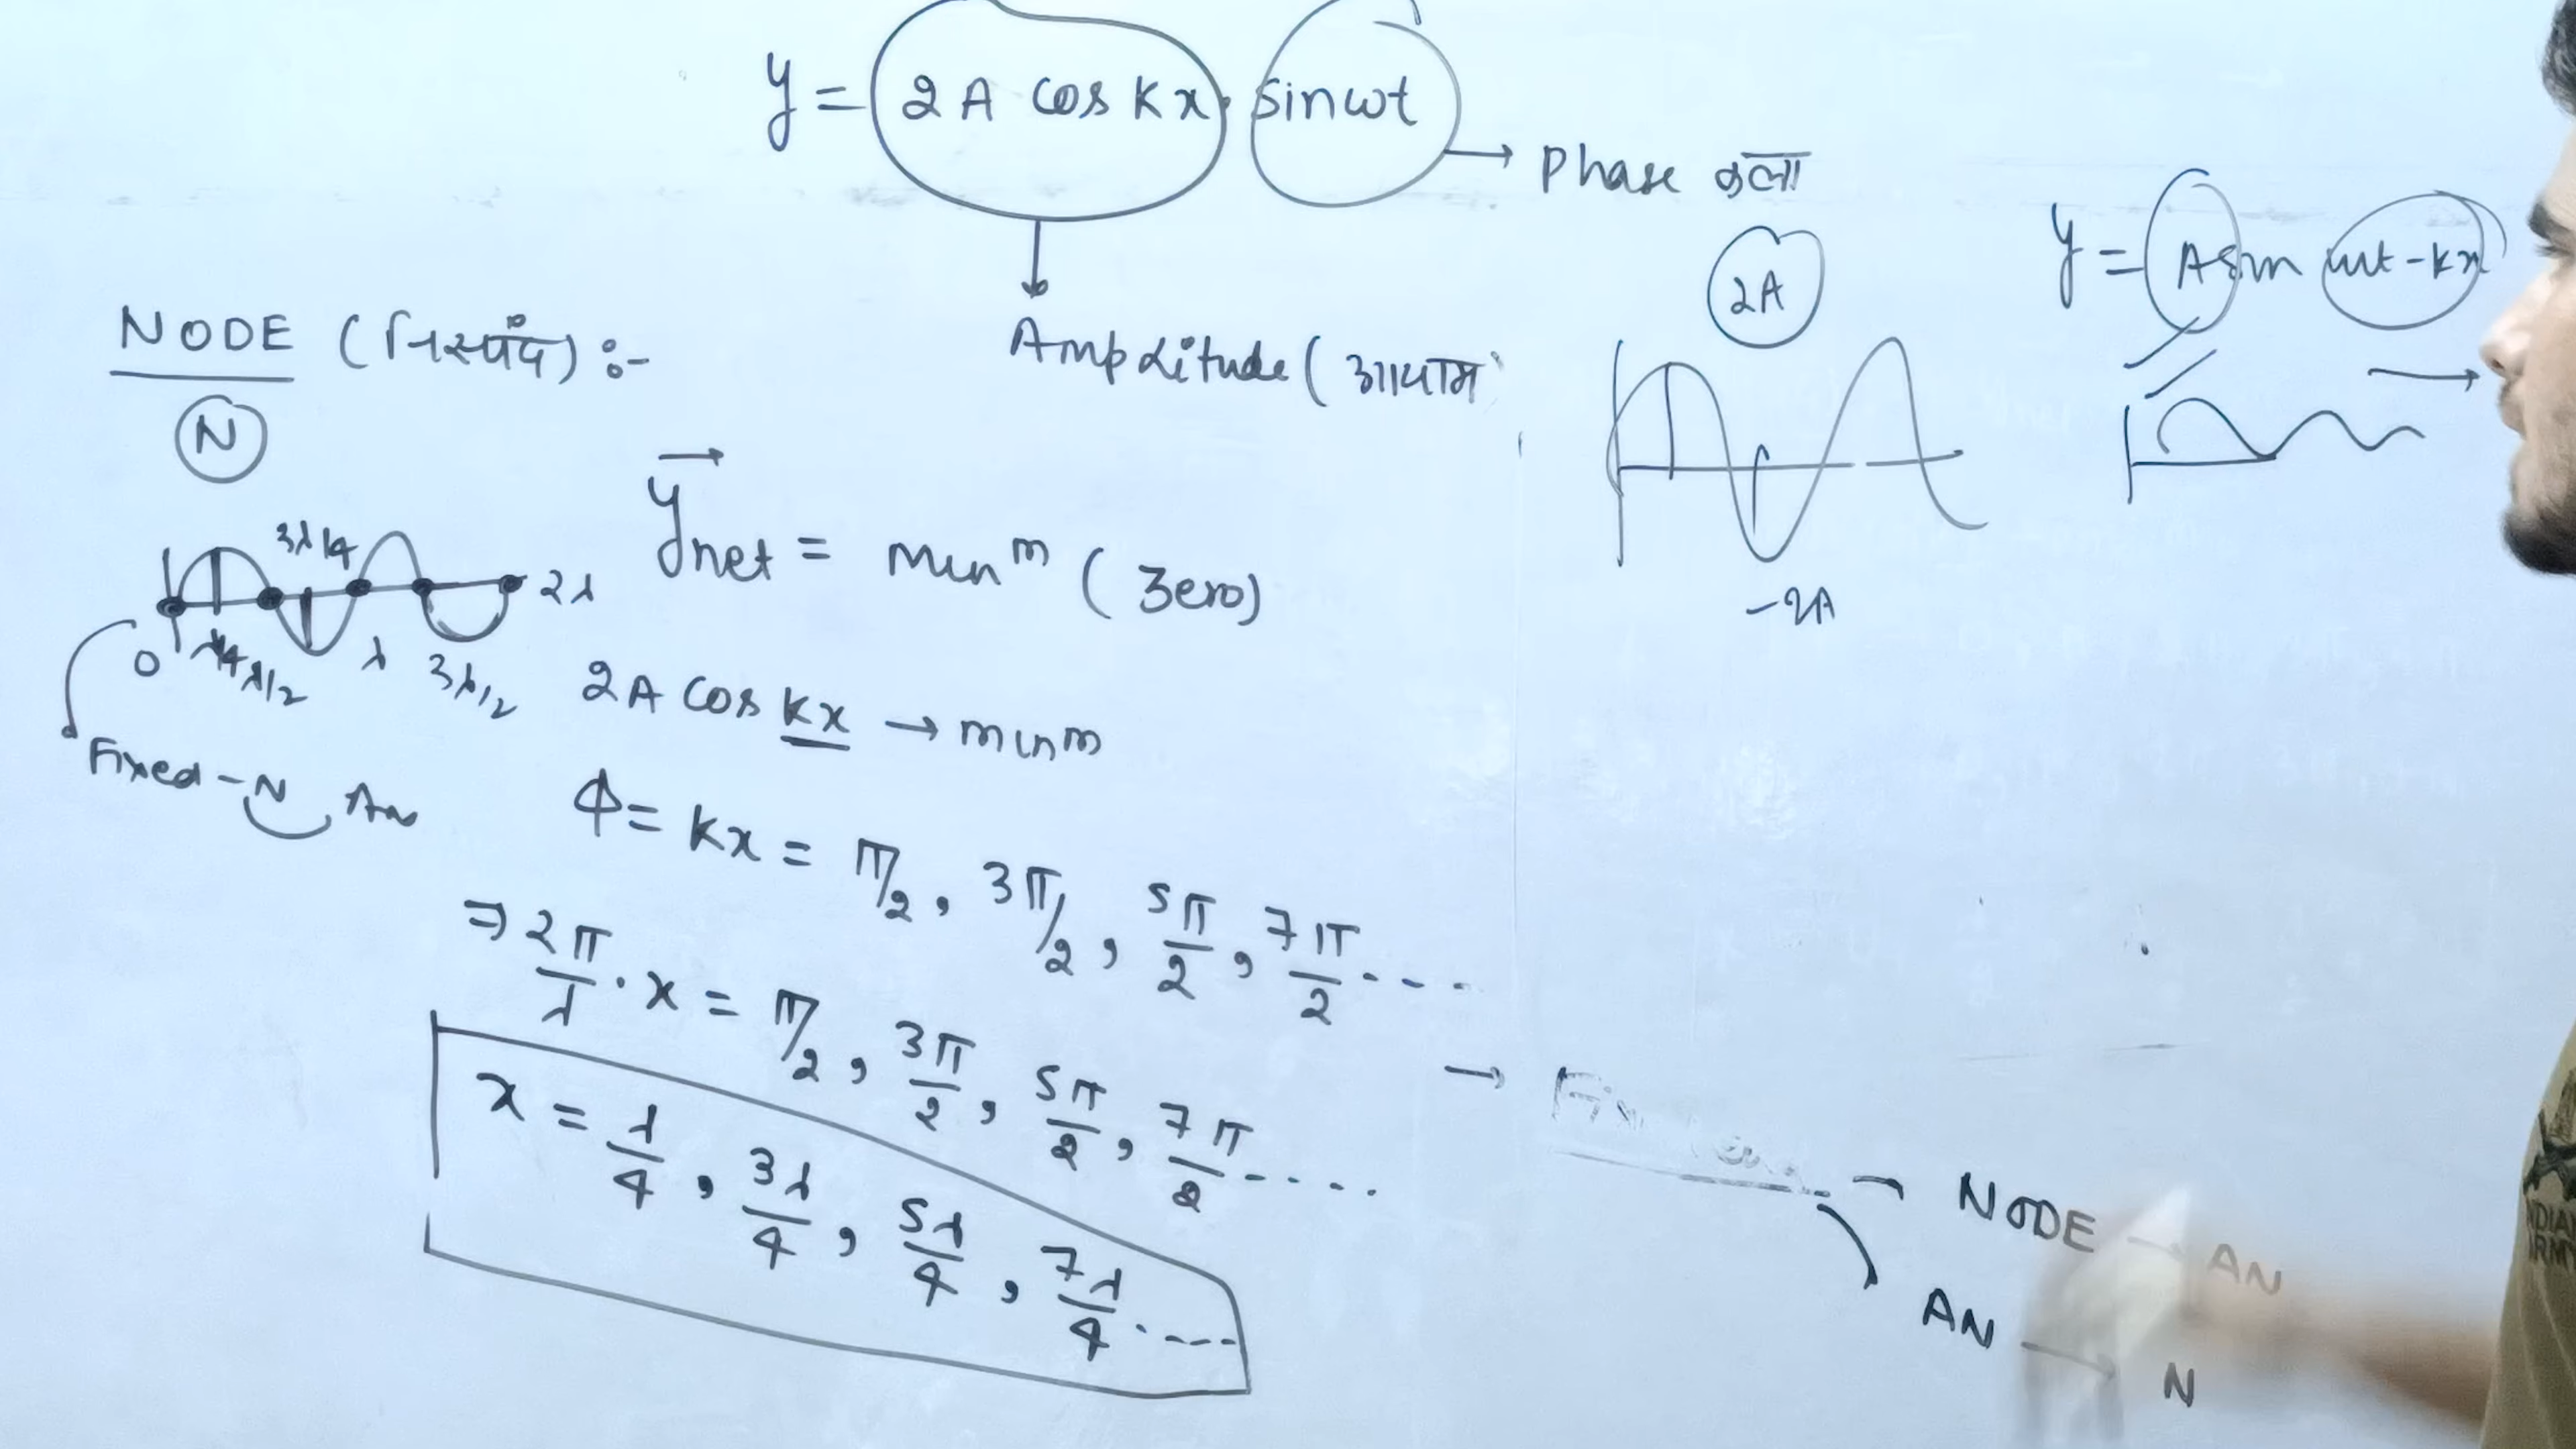 y = 2A cos kx . sinωt
→ Phase कला
y = A sin ωt - kx
2A
NODE (निस्पंद) :-
Amplitude (आयाम
N
y⃗net = minᵐ (Zero)
3λ/4
2λ
0 λ/4 λ/2 λ 3λ/2
-2A
2A cos kx → minᵐ
Fixed - N AN
φ = kx = π/2, 3π/2, 5π/2, 7π/2 ----
⇒ 2π/λ . x = π/2, 3π/2, 5π/2, 7π/2 ----
x = λ/4, 3λ/4, 5λ/4, 7λ/4 ----
→
NODE → AN
AN → N